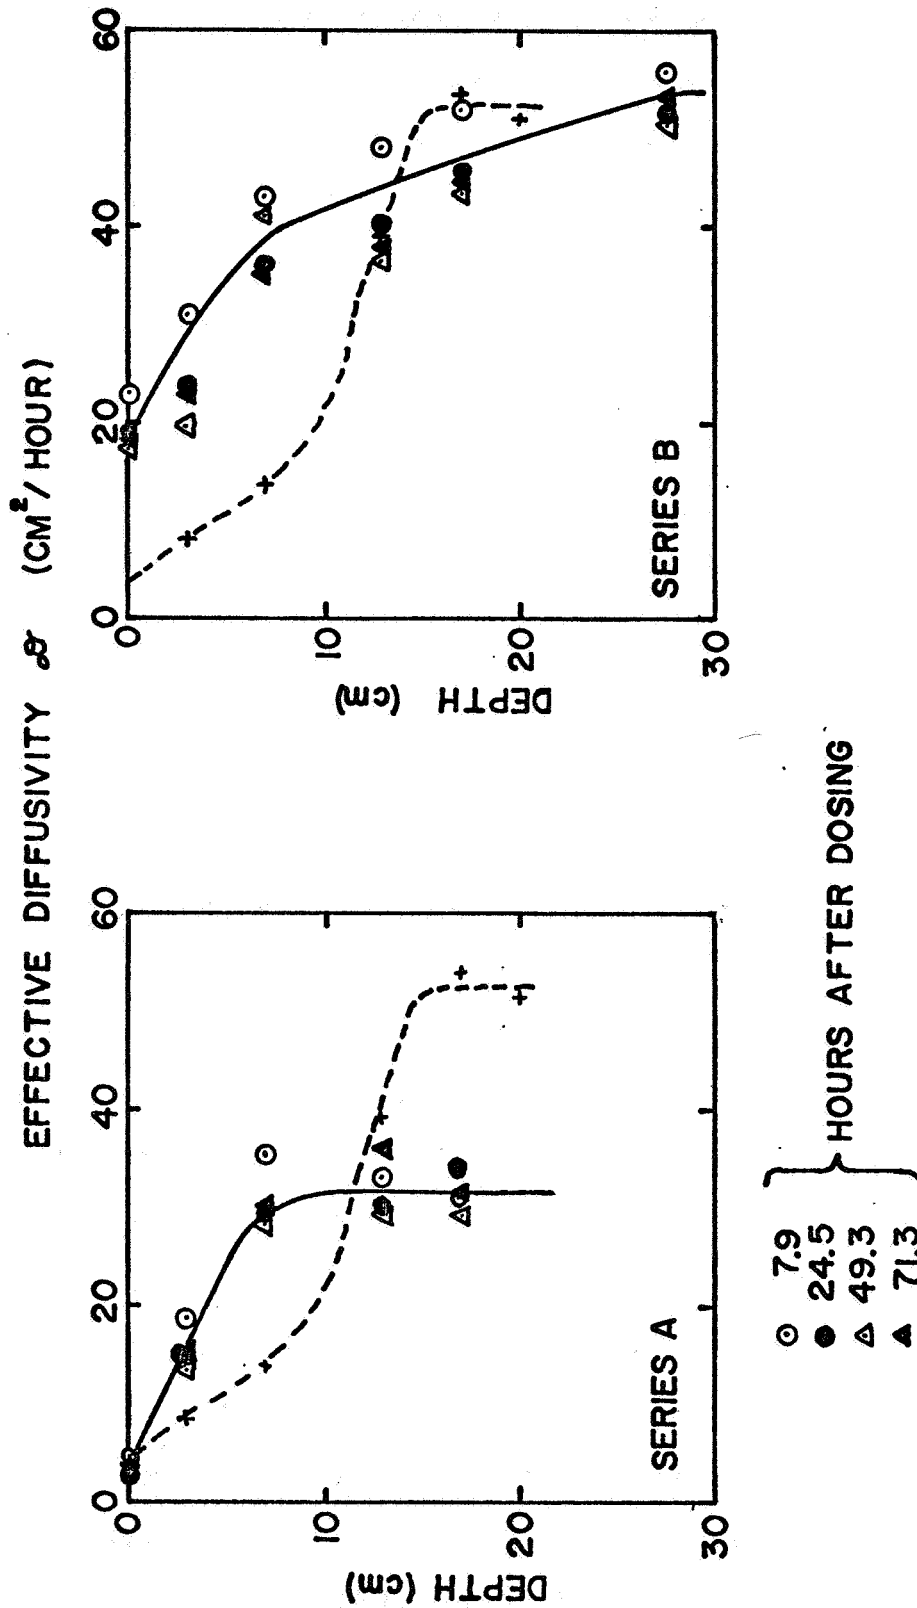 EFFECTIVE DIFFUSIVITY 𝒟 (CM²/HOUR)
0 20 40 60
0
10
20
30
DEPTH (cm)
SERIES A
0 20 40 60
0
10
20
30
DEPTH (cm)
SERIES B
7.9
24.5
49.3
71.3
HOURS AFTER DOSING